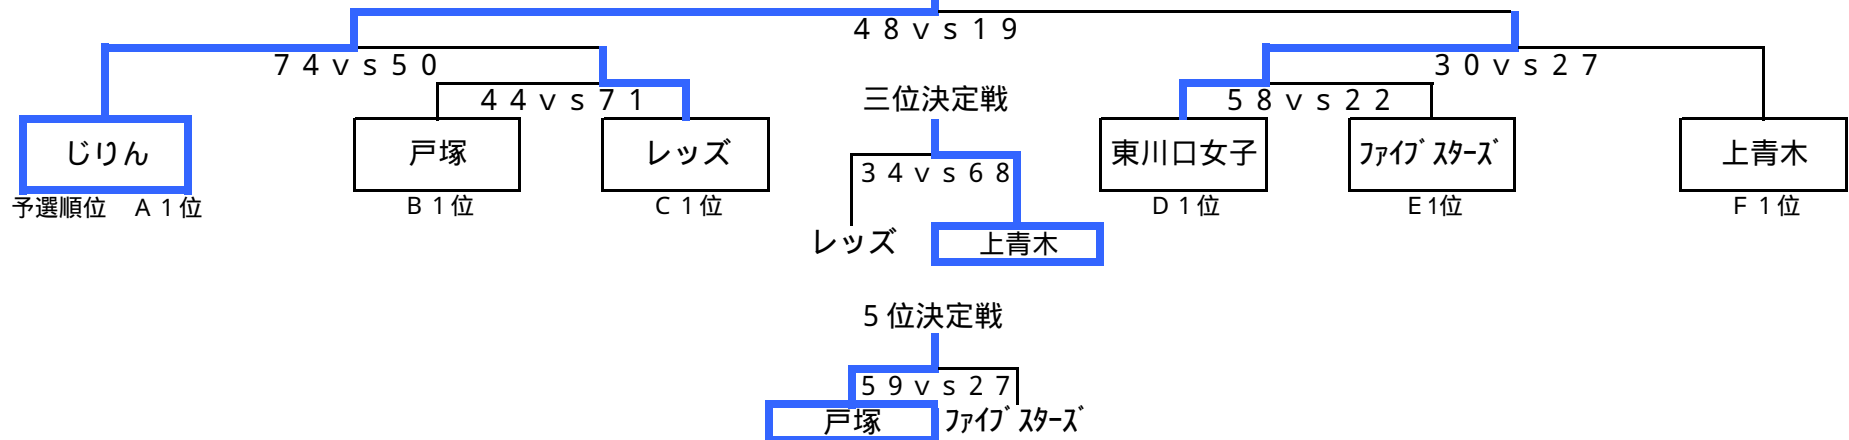 ４８ｖｓ１９
７４ｖｓ５０
３０ｖｓ２７
４４ｖｓ７１
三位決定戦
５８ｖｓ２２
じりん
戸塚
レッズ
東川口女子
ﾌｧｲﾌﾞｽﾀｰｽﾞ
上青木
３４ｖｓ６８
予選順位　Ａ１位
Ｂ１位
Ｃ１位
Ｄ１位
Ｅ1位
Ｆ１位
レッズ
上青木
５位決定戦
５９ｖｓ２７
戸塚
ﾌｧｲﾌﾞｽﾀｰｽﾞ